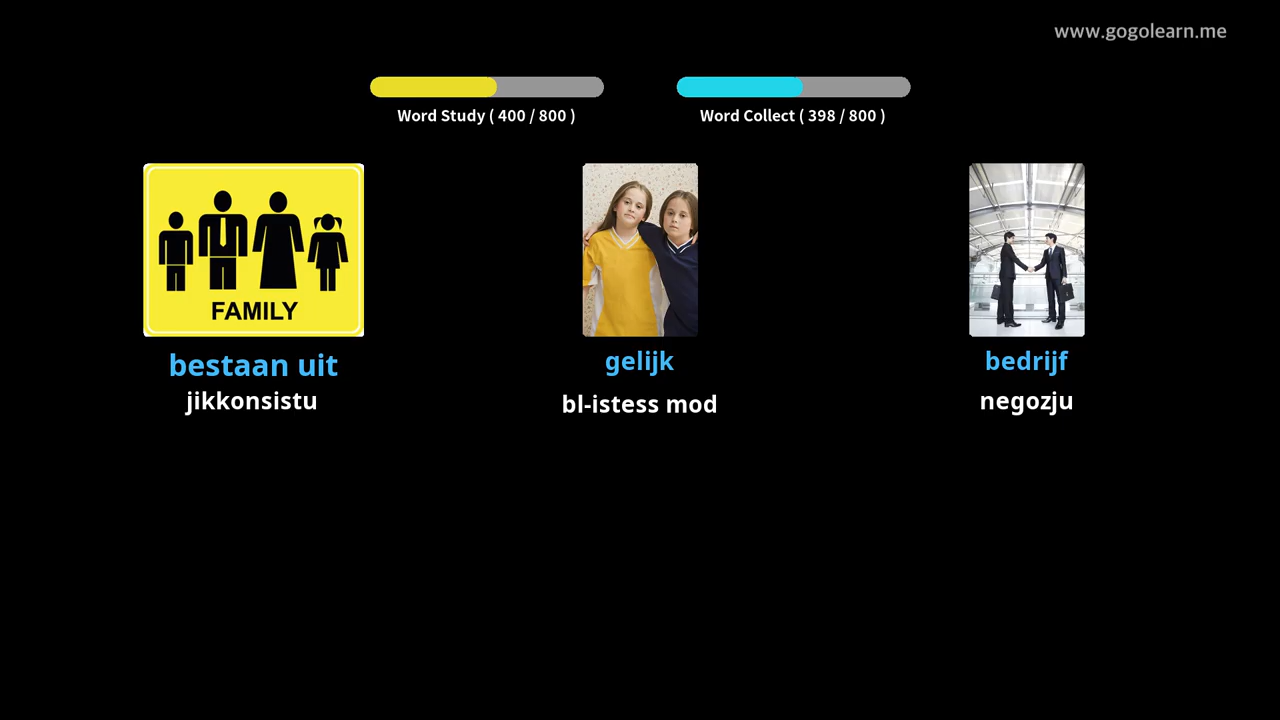 www.gogolearn.me
Word Study ( 400 / 800 )
Word Collect ( 398 / 800 )
FAMILY
bestaan uit
jikkonsistu
gelijk
bl-istess mod
bedrijf
negozju